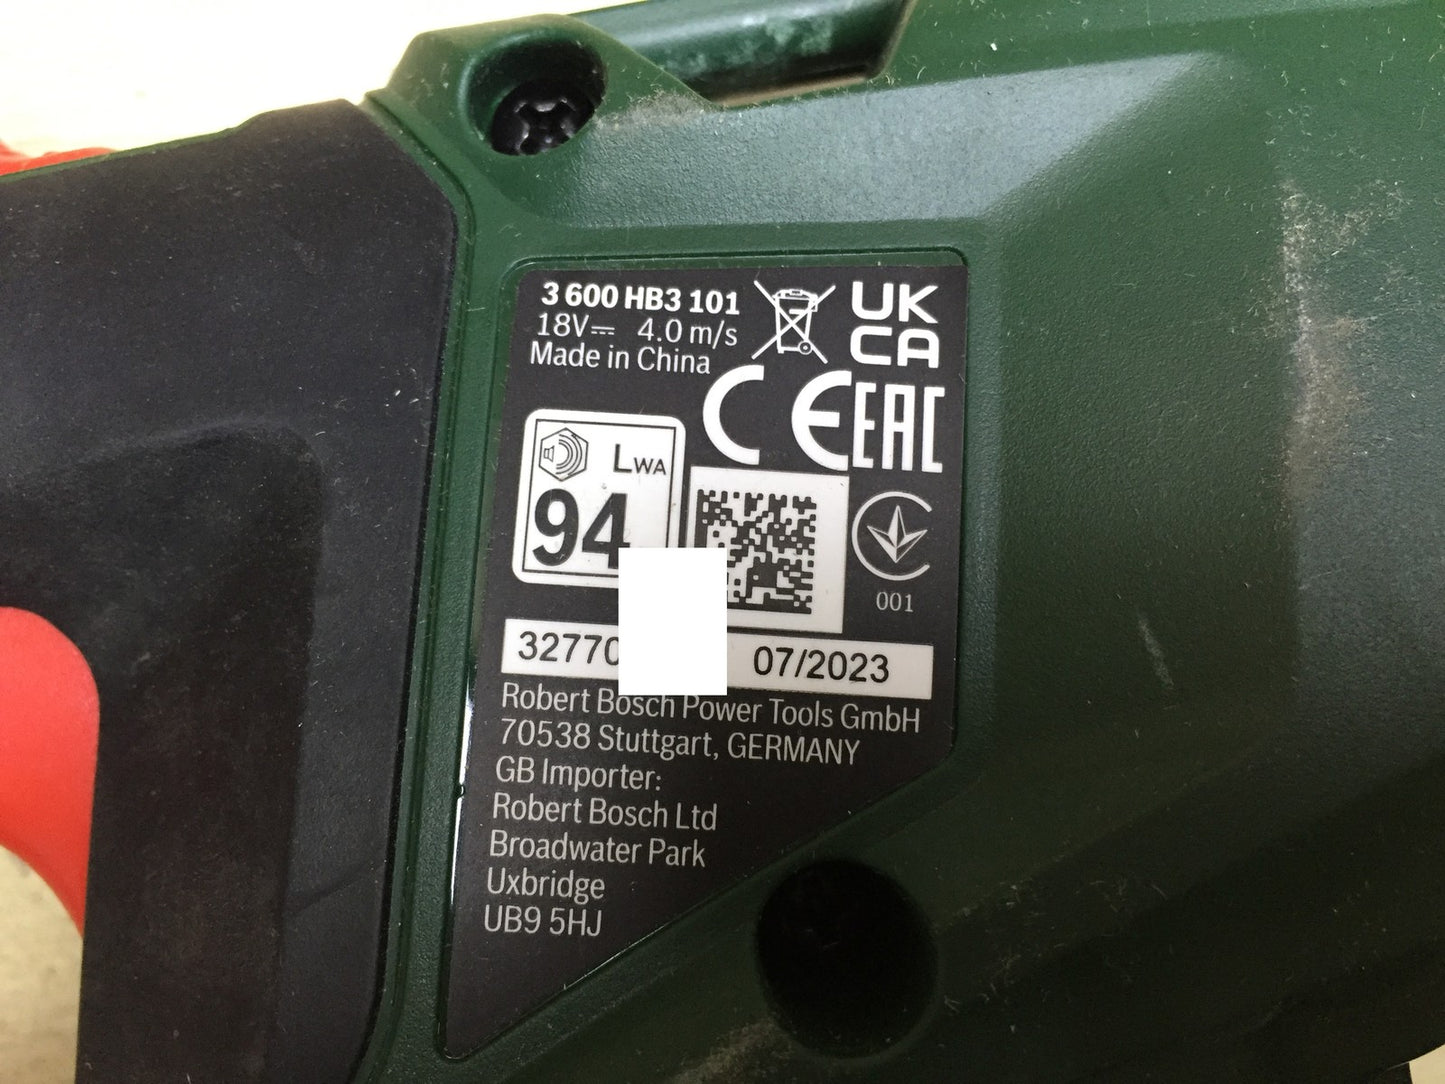 3 600 HB3 101
18V⎓ 4.0 m/s
Made in China
UK
CA
CE EAC
LWA
94
001
32770 07/2023
Robert Bosch Power Tools GmbH
70538 Stuttgart, GERMANY
GB Importer:
Robert Bosch Ltd
Broadwater Park
Uxbridge
UB9 5HJ